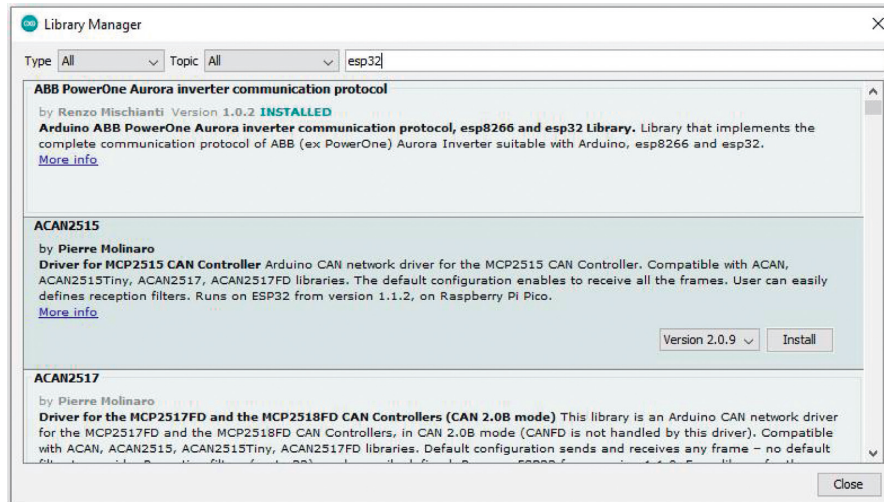 Library Manager
Type All Topic All esp32
ABB PowerOne Aurora inverter communication protocol
by Renzo Mischianti Version 1.0.2 INSTALLED
Arduino ABB PowerOne Aurora inverter communication protocol, esp8266 and esp32 Library. Library that implements the
complete communication protocol of ABB (ex PowerOne) Aurora Inverter suitable with Arduino, esp8266 and esp32.
More info
ACAN2515
by Pierre Molinaro
Driver for MCP2515 CAN Controller Arduino CAN network driver for the MCP2515 CAN Controller. Compatible with ACAN,
ACAN2515Tiny, ACAN2517, ACAN2517FD libraries. The default configuration enables to receive all the frames. User can easily
defines reception filters. Runs on ESP32 from version 1.1.2, on Raspberry Pi Pico.
More info
Version 2.0.9 Install
ACAN2517
by Pierre Molinaro
Driver for the MCP2517FD and the MCP2518FD CAN Controllers (CAN 2.0B mode) This library is an Arduino CAN network driver
for the MCP2517FD and the MCP2518FD CAN Controllers, in CAN 2.0B mode (CANFD is not handled by this driver). Compatible
with ACAN, ACAN2515, ACAN2515Tiny, ACAN2517FD libraries. Default configuration sends and receives any frame – no default
Close